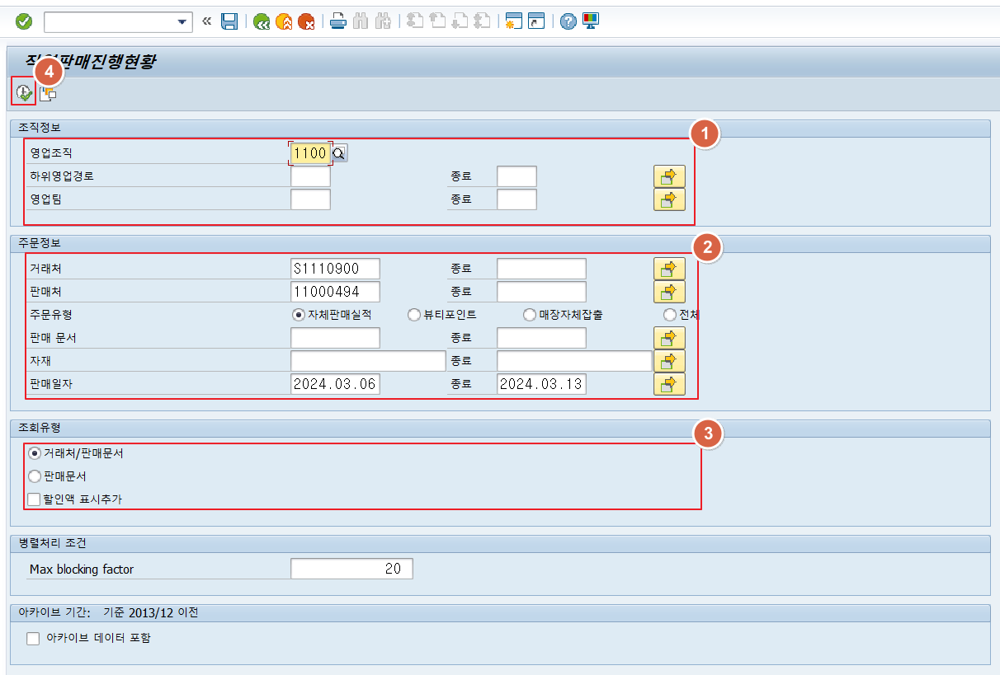 직영판매진행현황
4
조직정보
1
영업조직 1100
하위영업경로 종료
영업팀 종료
주문정보
2
거래처 S1110900 종료
판매처 11000494 종료
주문유형 자체판매실적 뷰티포인트 매장자체잡출 전체
판매 문서 종료
자재 종료
판매일자 2024.03.06 종료 2024.03.13
조회유형
3
거래처/판매문서
판매문서
할인액 표시추가
병렬처리 조건
Max blocking factor 20
아카이브 기간: 기준 2013/12 이전
아카이브 데이터 포함